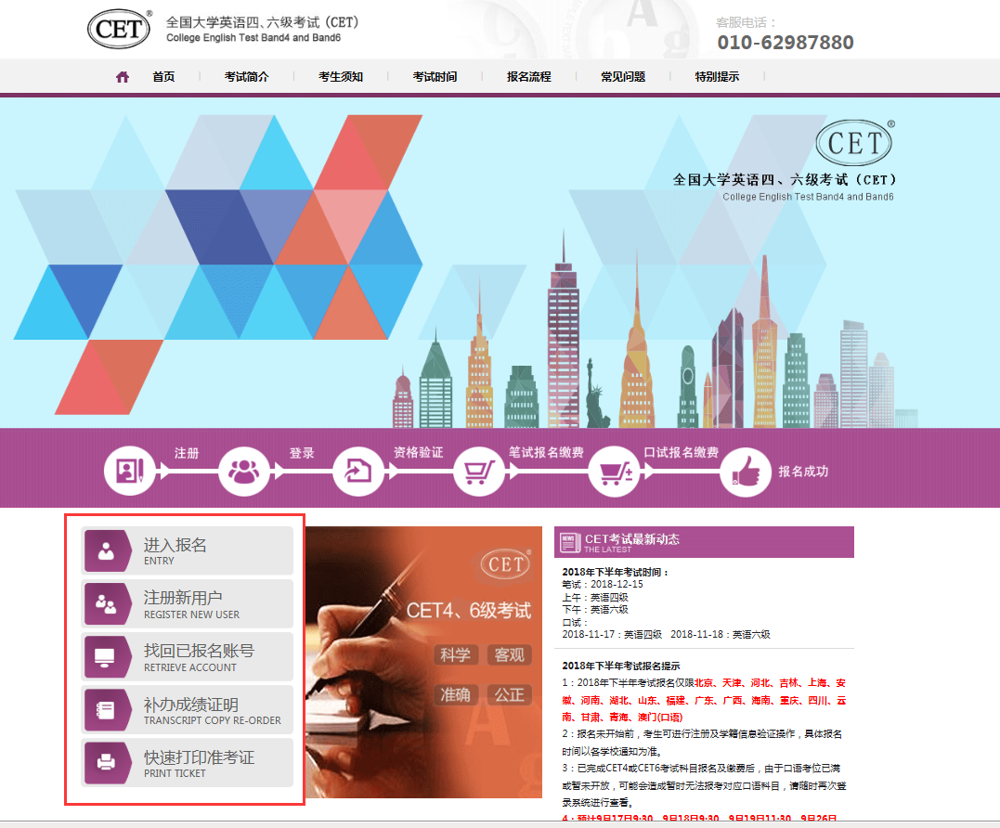 CET®
全国大学英语四、六级考试（CET）
College English Test Band4 and Band6
客服电话：
010-62987880
首页
考试简介
考生须知
考试时间
报名流程
常见问题
特别提示
CET®
全国大学英语四、六级考试（CET）
College English Test Band4 and Band6
注册
登录
资格验证
笔试报名缴费
口试报名缴费
报名成功
进入报名
ENTRY
注册新用户
REGISTER NEW USER
找回已报名账号
RETRIEVE ACCOUNT
补办成绩证明
TRANSCRIPT COPY RE-ORDER
快速打印准考证
PRINT TICKET
CET®
CET4、6级考试
科学 客观
准确 公正
NEWS
CET考试最新动态
THE LATEST
2018年下半年考试时间：
笔试：2018-12-15
上午：英语四级
下午：英语六级
口试：
2018-11-17：英语四级 2018-11-18：英语六级
2018年下半年考试报名提示
1：2018年下半年考试报名仅限北京、天津、河北、吉林、上海、安
徽、河南、湖北、山东、福建、广东、广西、海南、重庆、四川、云
南、甘肃、青海、澳门(口语)
2：报名未开始前，考生可进行注册及学籍信息验证操作，具体报名
时间以各学校通知为准。
3：已完成CET4或CET6考试科目报名及缴费后，由于口语考位已满
或暂未开放，可能会造成暂时无法报考对应口语科目，请随时再次登
录系统进行查看。
4：预计9月17日9:30、9月18日9:30、9月19日11:30、9月26日